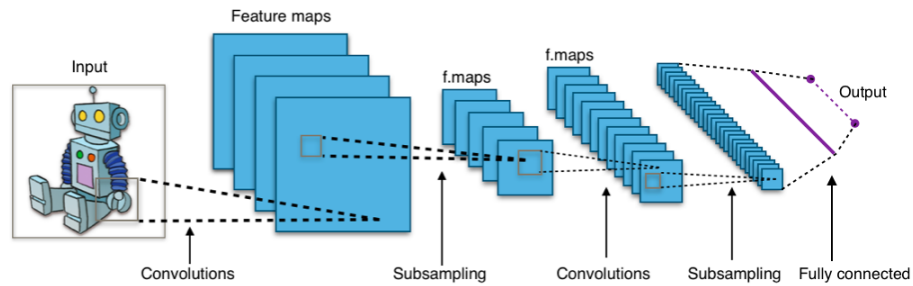 Feature maps
Input
f.maps
f.maps
Output
Convolutions
Subsampling
Convolutions
Subsampling
Fully connected